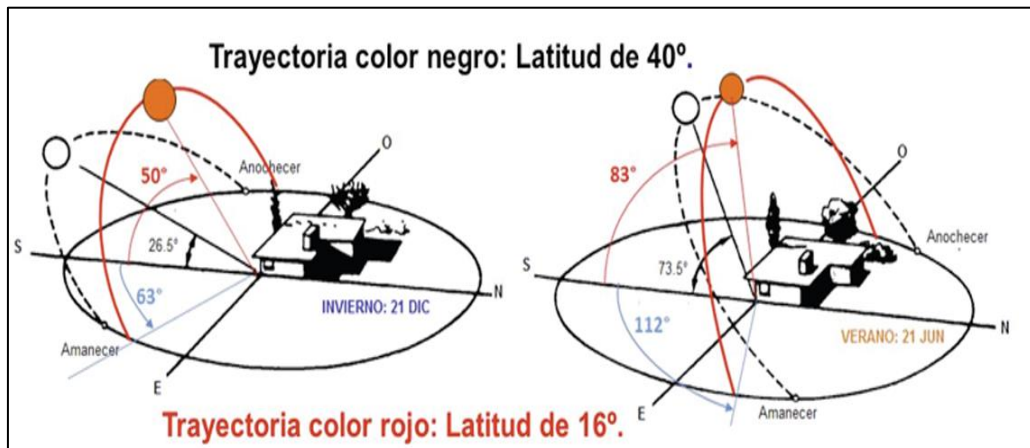 Trayectoria color negro: Latitud de 40º.
O
Anochecer
50°
26.5°
S
63°
N
INVIERNO: 21 DIC
Amanecer
E
O
83°
Anochecer
73.5°
S
112°
N
VERANO: 21 JUN
E
Amanecer
Trayectoria color rojo: Latitud de 16º.